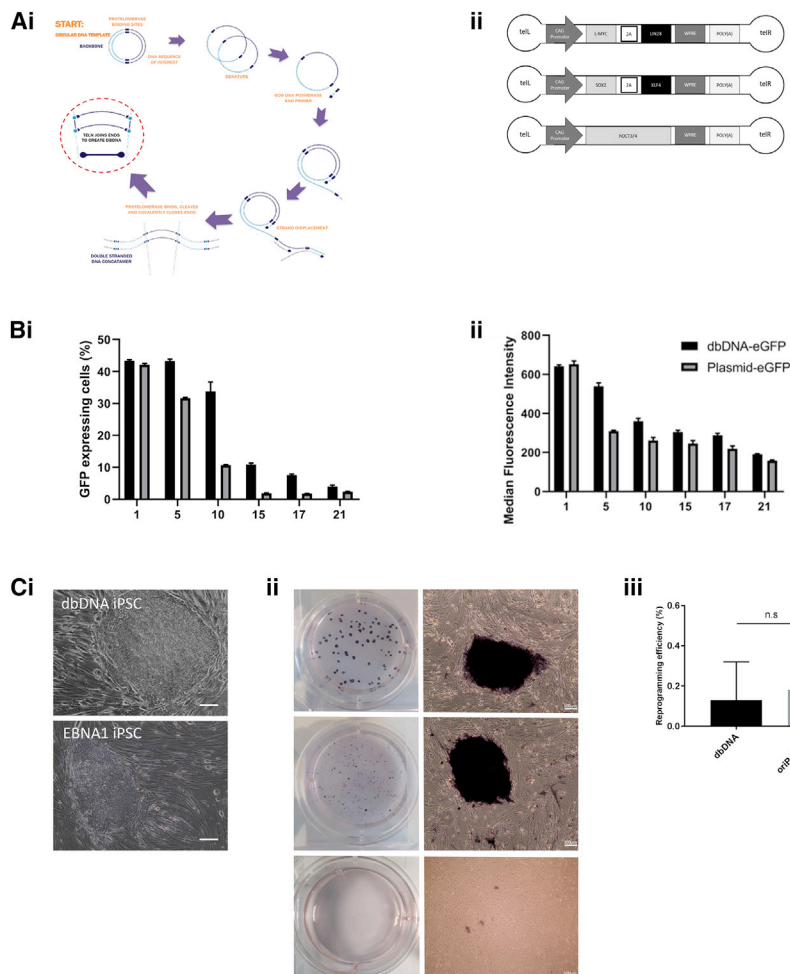 Ai
START:
CIRCULAR DNA TEMPLATE
PROTELOMERASE
BINDING SITES
BACKBONE
DNA SEQUENCE
OF INTEREST
DENATURE
AND PRIMER
STRAND DISPLACEMENT
PROTELOMERASE BINDS, CLEAVES
AND COVALENTLY CLOSES ENDS
DOUBLE STRANDED
DNA CONCATAMER
TELN JOINS ENDS
TO CREATE DBDNA
ii
telL
CAG
Promoter
L-MYC
2A
LIN28
WPRE
POLY(A)
telR
telL
CAG
Promoter
SOX2
2A
KLF4
WPRE
POLY(A)
telR
telL
CAG
Promoter
hOCT3/4
WPRE
POLY(A)
telR
Bi
GFP expressing cells (%)
50
40
30
20
10
0
1 5 10 15 17 21
ii
Median Fluorescence Intensity
800
600
400
200
0
1 5 10 15 17 21
dbDNA-eGFP
Plasmid-eGFP
Ci
dbDNA iPSC
EBNA1 iPSC
ii
iii
Reprogramming efficiency (%)
0.6
0.4
0.2
0.0
n.s
dbDNA
oriP